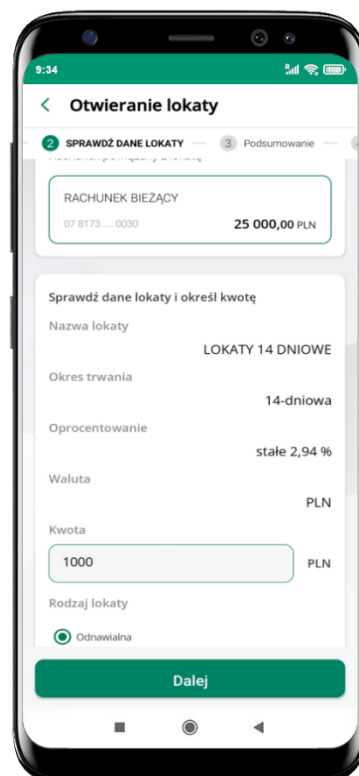 9:34
Otwieranie lokaty
2 SPRAWDŹ DANE LOKATY 3 Podsumowanie
RACHUNEK BIEŻĄCY
07 8173 .... 0030 25 000,00 PLN
Sprawdź dane lokaty i określ kwotę
Nazwa lokaty
LOKATY 14 DNIOWE
Okres trwania
14-dniowa
Oprocentowanie
stałe 2,94 %
Waluta
PLN
Kwota
1000 PLN
Rodzaj lokaty
Odnawialna
Dalej